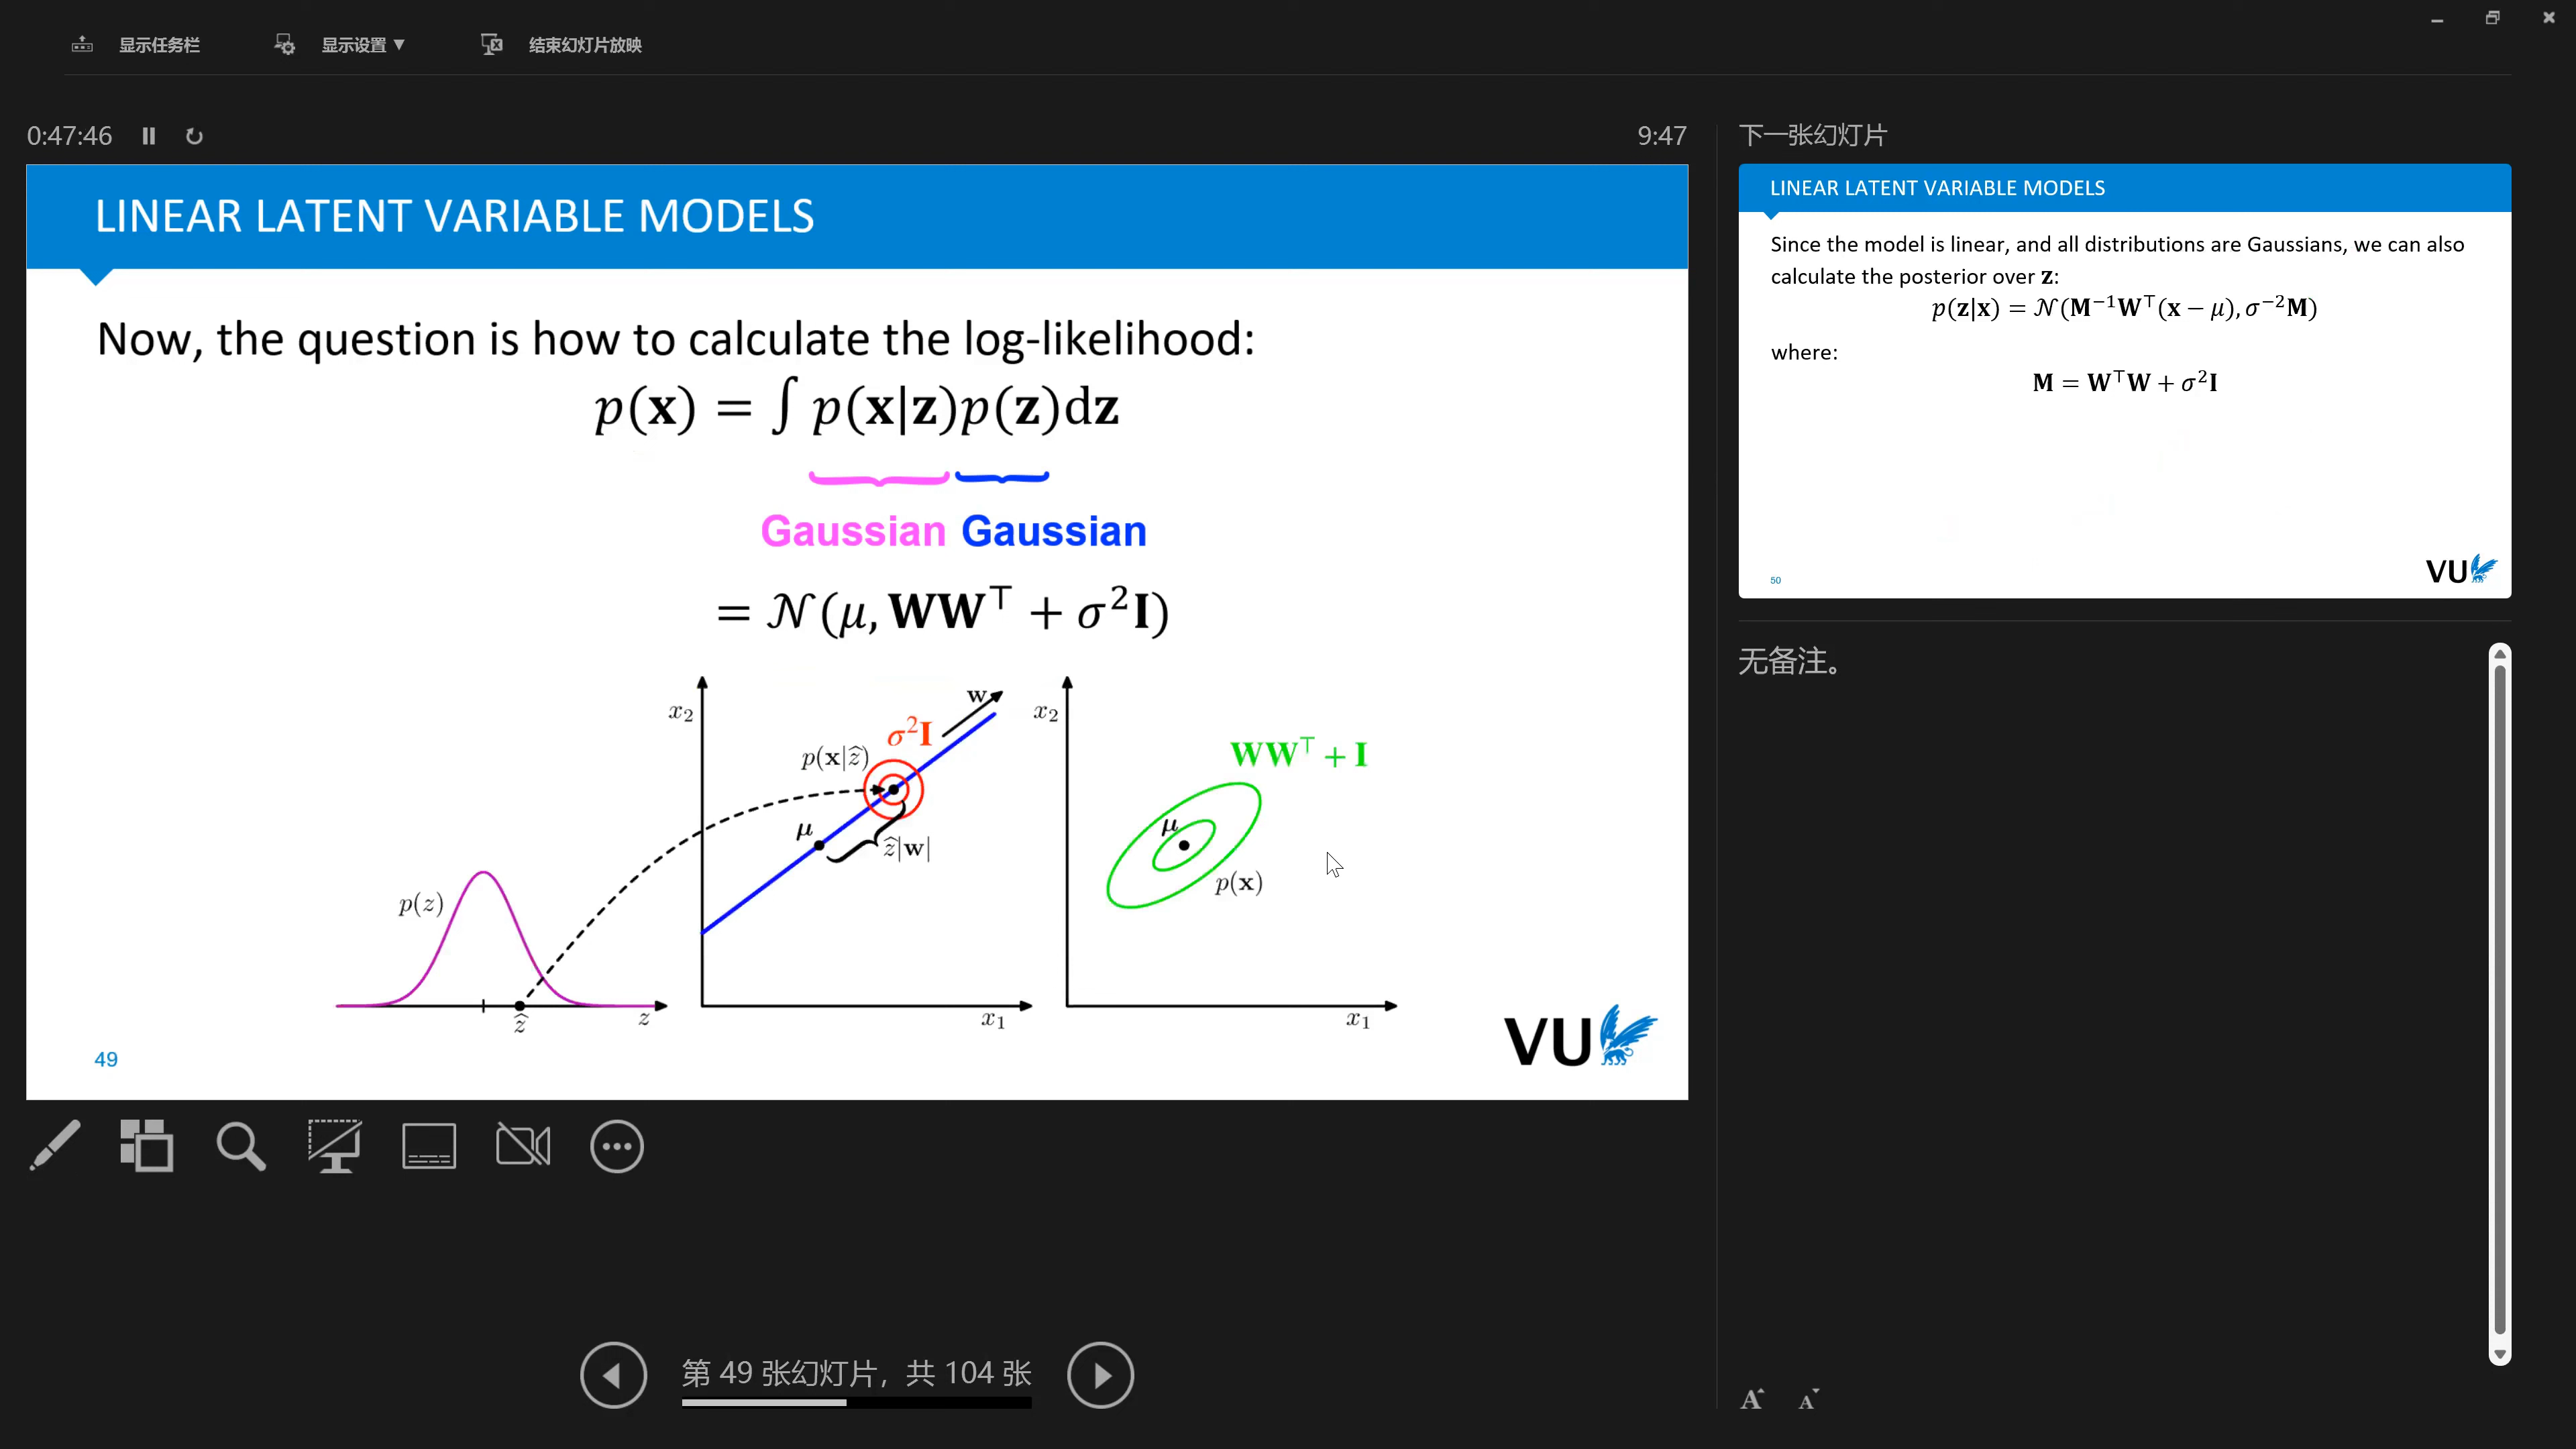 显示任务栏 显示设置 ▼ 结束幻灯片放映
0:47:46 9:47
LINEAR LATENT VARIABLE MODELS
Now, the question is how to calculate the log-likelihood:
p(𝐱) = ∫ p(𝐱|𝐳)p(𝐳)d𝐳
Gaussian Gaussian
= 𝒩(μ, 𝐖𝐖⊤ + σ²𝐈)
p(z)
ẑ
z
x₂
w
σ²𝐈
p(𝐱|ẑ)
μ
ẑ|𝐰|
x₁
x₂
𝐖𝐖⊤ + 𝐈
μ
p(𝐱)
x₁
49
VU
下一张幻灯片
LINEAR LATENT VARIABLE MODELS
Since the model is linear, and all distributions are Gaussians, we can also
calculate the posterior over 𝐳:
p(𝐳|𝐱) = 𝒩(𝐌⁻¹𝐖⊤(𝐱 − μ), σ⁻²𝐌)
where:
𝐌 = 𝐖⊤𝐖 + σ²𝐈
50
VU
无备注。
第 49 张幻灯片，共 104 张
A A